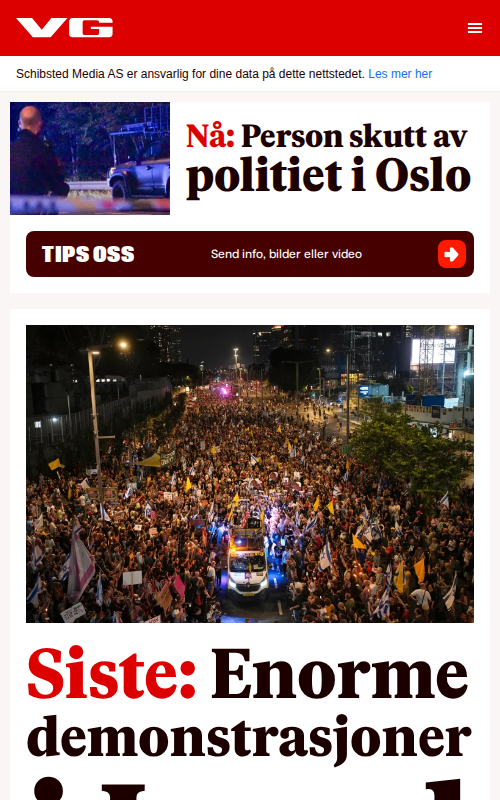 VG
Schibsted Media AS er ansvarlig for dine data på dette nettstedet. Les mer her
Nå: Person skutt av
politiet i Oslo
TIPS OSS
Send info, bilder eller video
Siste: Enorme
demonstrasjoner